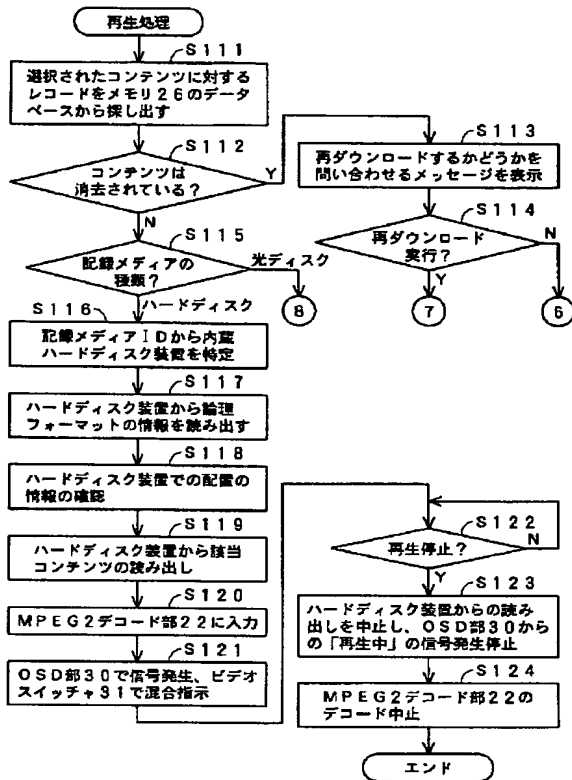 再生処理
S111
選択されたコンテンツに対する
レコードをメモリ26のデータ
ベースから探し出す
S112
コンテンツは
消去されている？
Y
N
S113
再ダウンロードするかどうかを
問い合わせるメッセージを表示
S114
再ダウンロード
実行？
N
Y
7
6
S115
記録メディアの
種類？
光ディスク
8
ハードディスク
S116
記録メディアIDから内蔵
ハードディスク装置を特定
S117
ハードディスク装置から論理
フォーマットの情報を読み出す
S118
ハードディスク装置での配置の
情報の確認
S119
ハードディスク装置から該当
コンテンツの読み出し
S120
MPEG2デコード部22に入力
S121
OSD部30で信号発生、ビデオ
スイッチャ31で混合指示
S122
再生停止？
N
Y
S123
ハードディスク装置からの読み
出しを中止し、OSD部30から
の「再生中」の信号発生停止
S124
MPEG2デコード部22の
デコード中止
エンド